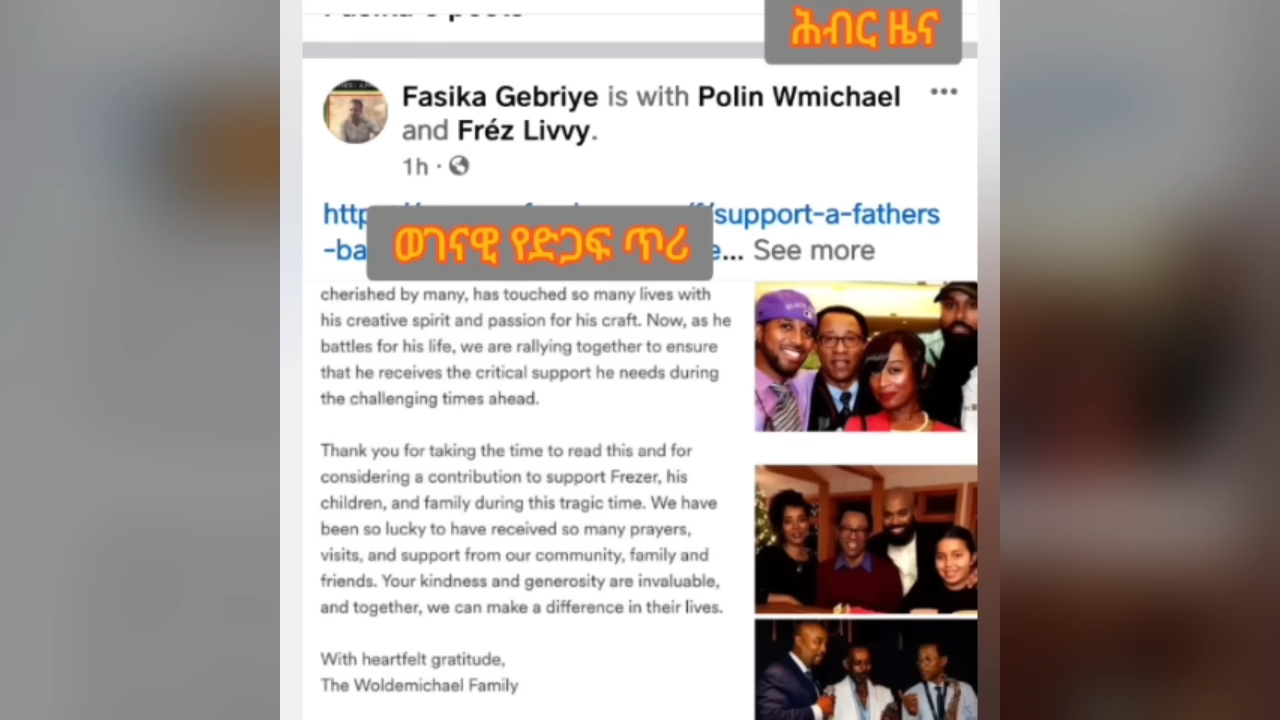 ሕብር ዜና
Fasika Gebriye is with Polin Wmichael
and Fréz Livvy.
1h
http /support-a-fathers
-ba e... See more
ወገናዊ የድጋፍ ጥሪ
cherished by many, has touched so many lives with
his creative spirit and passion for his craft. Now, as he
battles for his life, we are rallying together to ensure
that he receives the critical support he needs during
the challenging times ahead.
Thank you for taking the time to read this and for
considering a contribution to support Frezer, his
children, and family during this tragic time. We have
been so lucky to have received so many prayers,
visits, and support from our community, family and
friends. Your kindness and generosity are invaluable,
and together, we can make a difference in their lives.
With heartfelt gratitude,
The Woldemichael Family